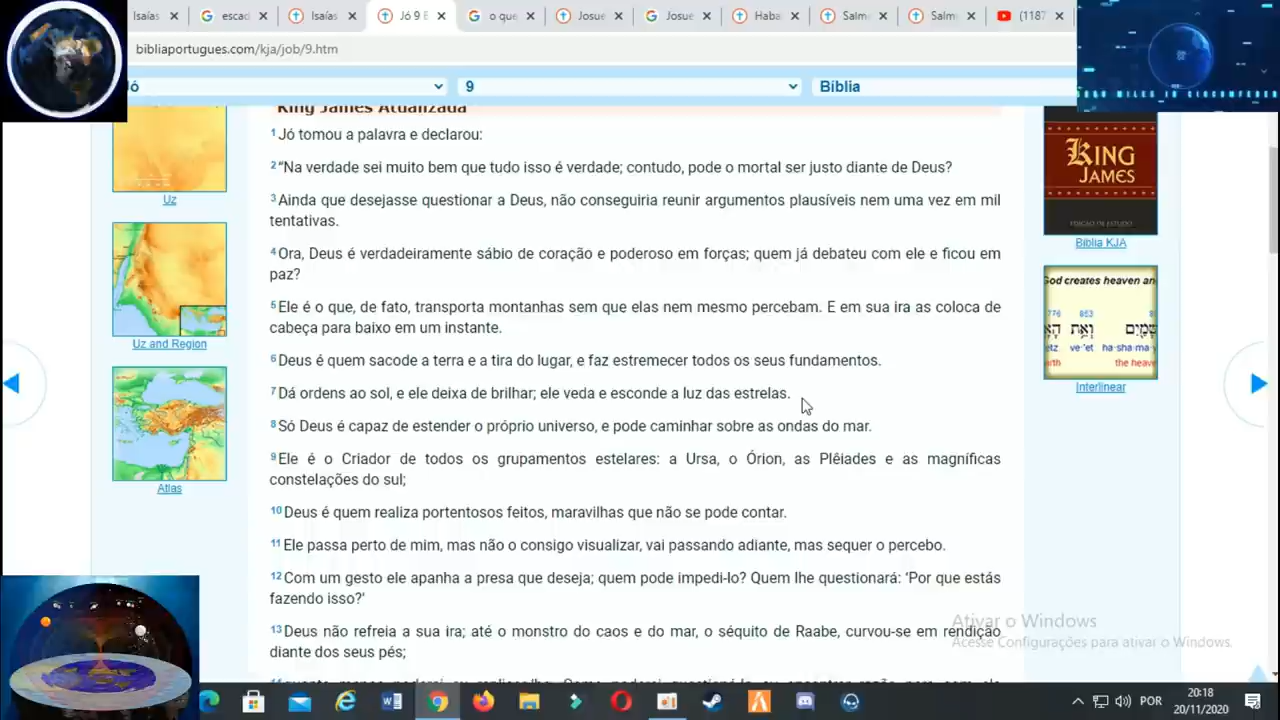 Isaías
escad
Isaías
Jó 9
o que
Josue
Josue
Haba
Salm
Salm
(1187
bibliaportugues.com/kja/job/9.htm
Jó
9
Bíblia
King James Atualizada
1 Jó tomou a palavra e declarou:
2 “Na verdade sei muito bem que tudo isso é verdade; contudo, pode o mortal ser justo diante de Deus?
3 Ainda que desejasse questionar a Deus, não conseguiria reunir argumentos plausíveis nem uma vez em mil
tentativas.
4 Ora, Deus é verdadeiramente sábio de coração e poderoso em forças; quem já debateu com ele e ficou em
paz?
5 Ele é o que, de fato, transporta montanhas sem que elas nem mesmo percebam. E em sua ira as coloca de
cabeça para baixo em um instante.
6 Deus é quem sacode a terra e a tira do lugar, e faz estremecer todos os seus fundamentos.
7 Dá ordens ao sol, e ele deixa de brilhar; ele veda e esconde a luz das estrelas.
8 Só Deus é capaz de estender o próprio universo, e pode caminhar sobre as ondas do mar.
9 Ele é o Criador de todos os grupamentos estelares: a Ursa, o Órion, as Plêiades e as magníficas
constelações do sul;
10 Deus é quem realiza portentosos feitos, maravilhas que não se pode contar.
11 Ele passa perto de mim, mas não o consigo visualizar, vai passando adiante, mas sequer o percebo.
12 Com um gesto ele apanha a presa que deseja; quem pode impedi-lo? Quem lhe questionará: ‘Por que estás
fazendo isso?’
13 Deus não refreia a sua ira; até o monstro do caos e do mar, o séquito de Raabe, curvou-se em rendição
diante dos seus pés;
Uz
Uz and Region
Atlas
KING
JAMES
Bíblia KJA
God creates heaven an
776 853
וְאֵ֥ת
ve·'et ha·sha·ma·
the heave
Interlinear
Ativar o Windows
Acesse Configurações para ativar o Windows.
POR
20:18
20/11/2020